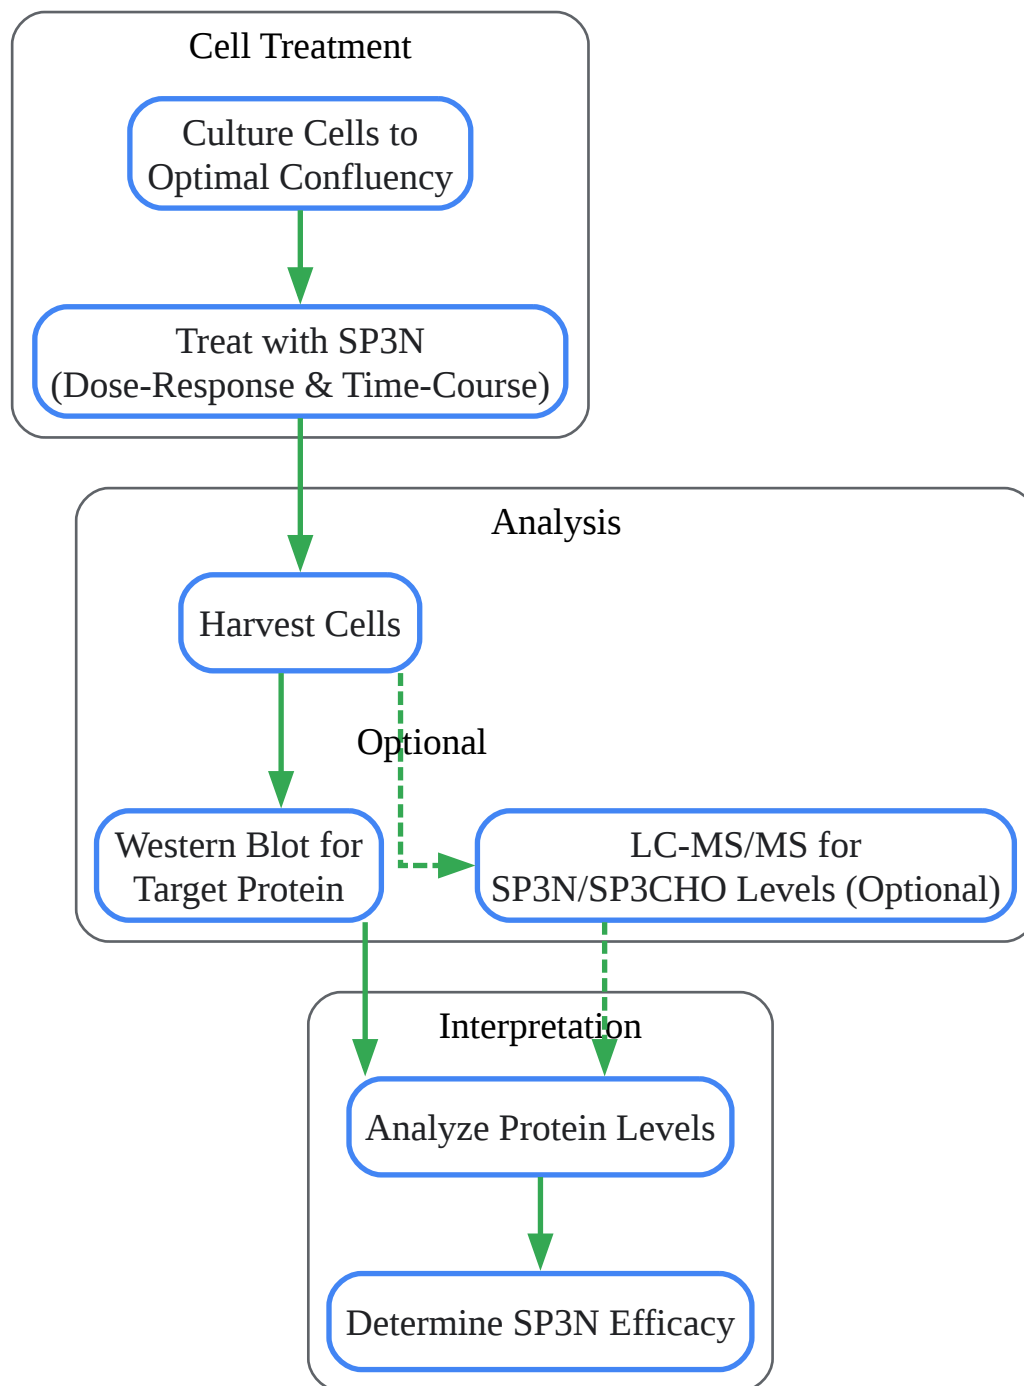 Cell Treatment
Culture Cells to
Optimal Confluency
Treat with SP3N
(Dose-Response & Time-Course)
Analysis
Harvest Cells
Optional
Western Blot for
Target Protein
LC-MS/MS for
SP3N/SP3CHO Levels (Optional)
Interpretation
Analyze Protein Levels
Determine SP3N Efficacy